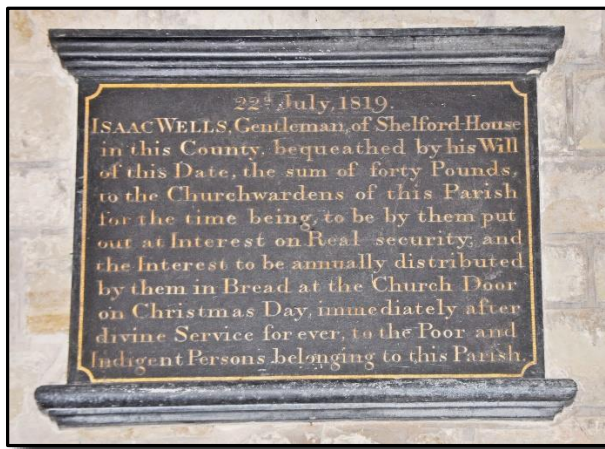 22d. July, 1819.
ISAAC WELLS, Gentleman, of Shelford House
in this County, bequeathed by his Will
of this Date, the sum of forty Pounds,
to the Churchwardens of this Parish
for the time being, to be by them put
out at Interest on Real security; and
the Interest to be annually distributed
by them in Bread at the Church Door
on Christmas Day, immediately after
divine Service for ever, to the Poor and
Indigent Persons belonging to this Parish.